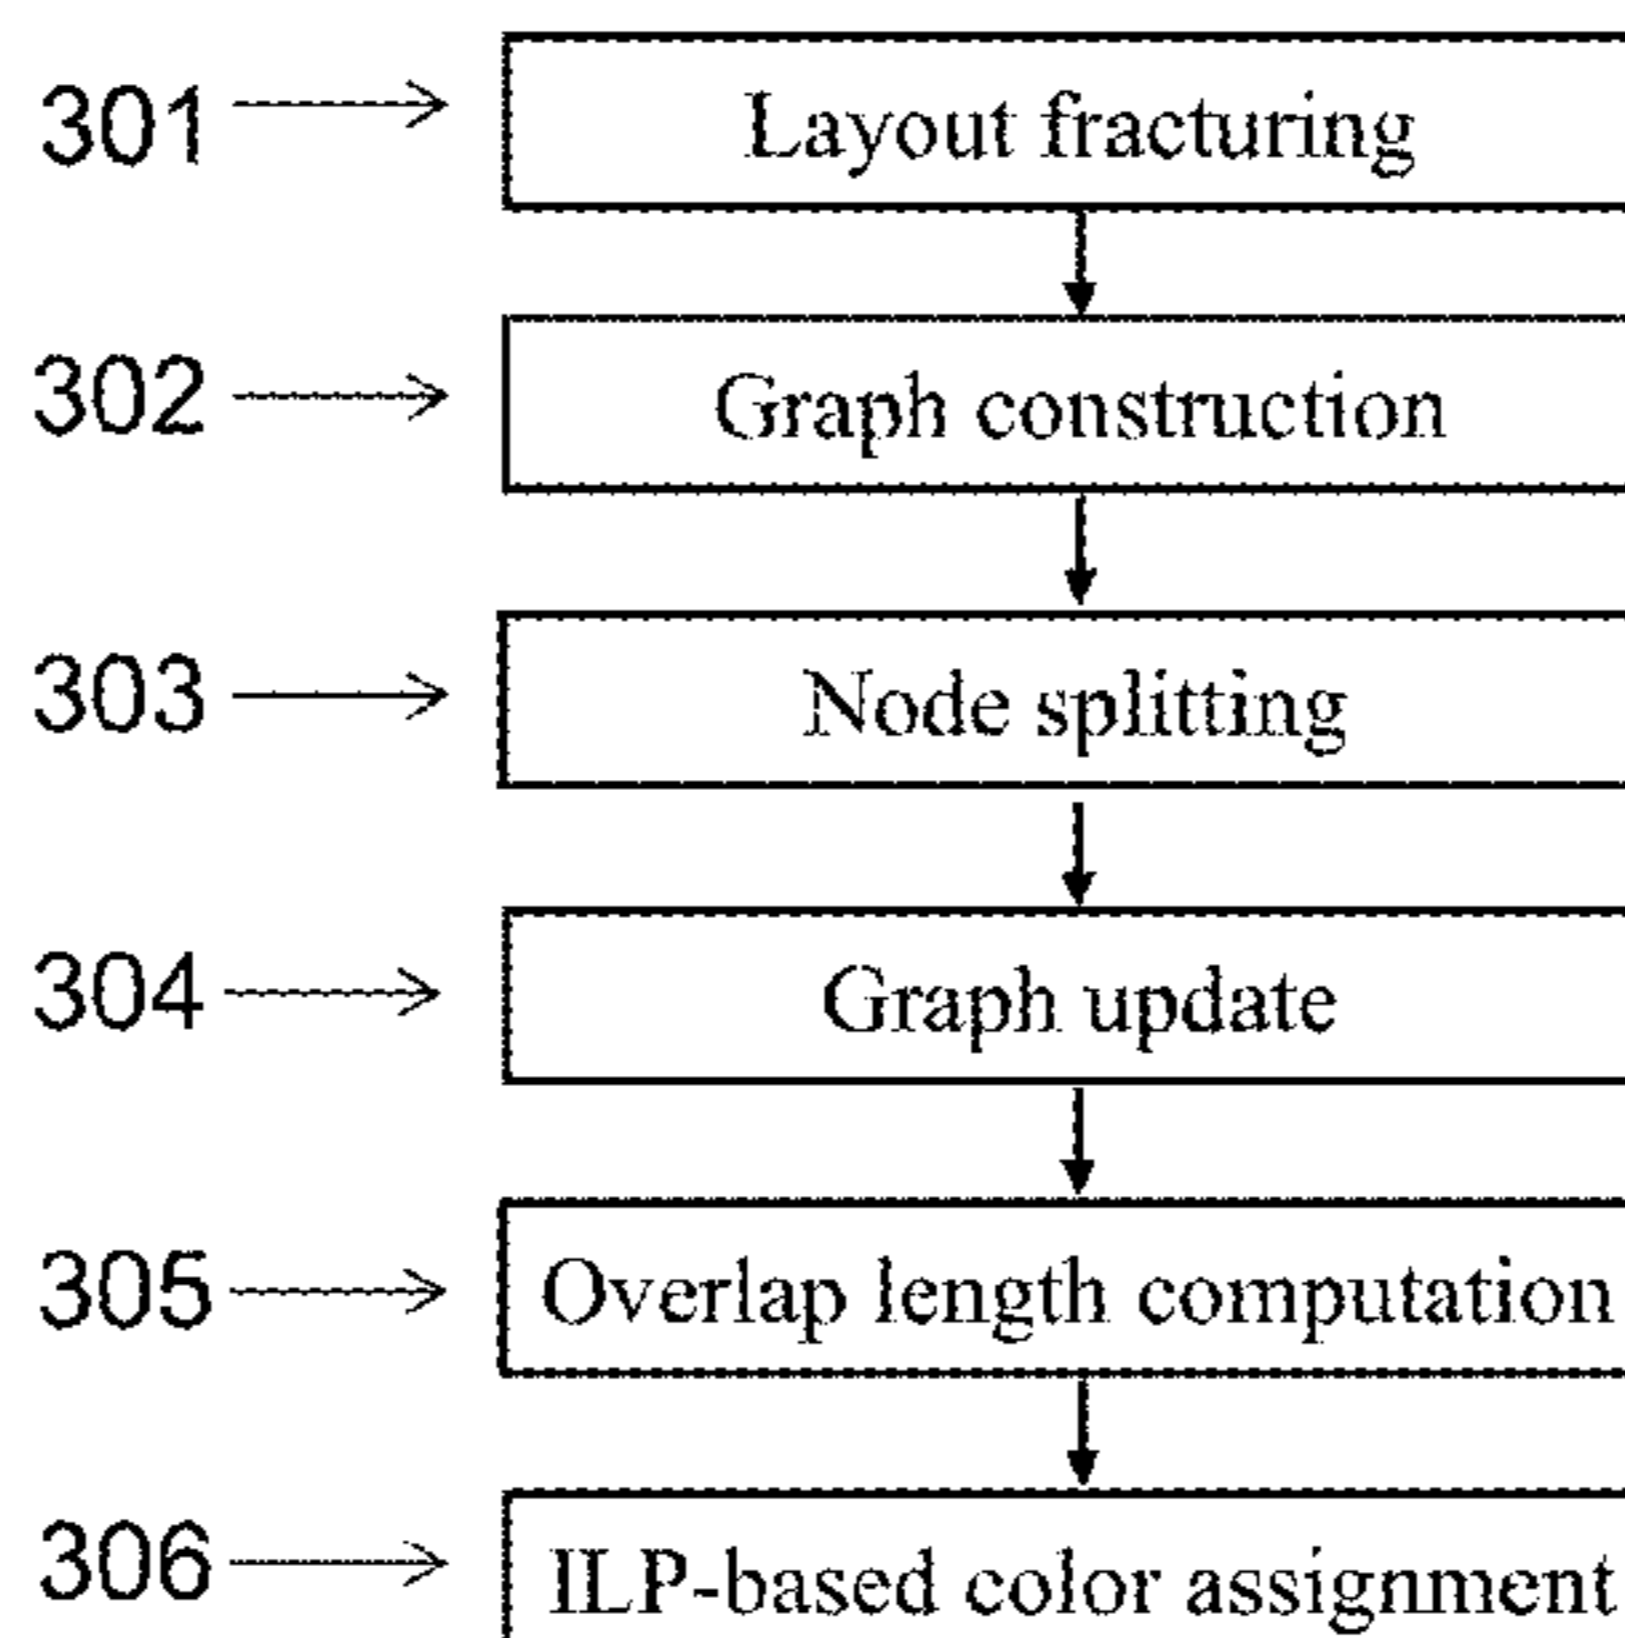 301 Layout fracturing
302 Graph construction
303 Node splitting
304 Graph update
305 Overlap length computation
306 ILP-based color assignment